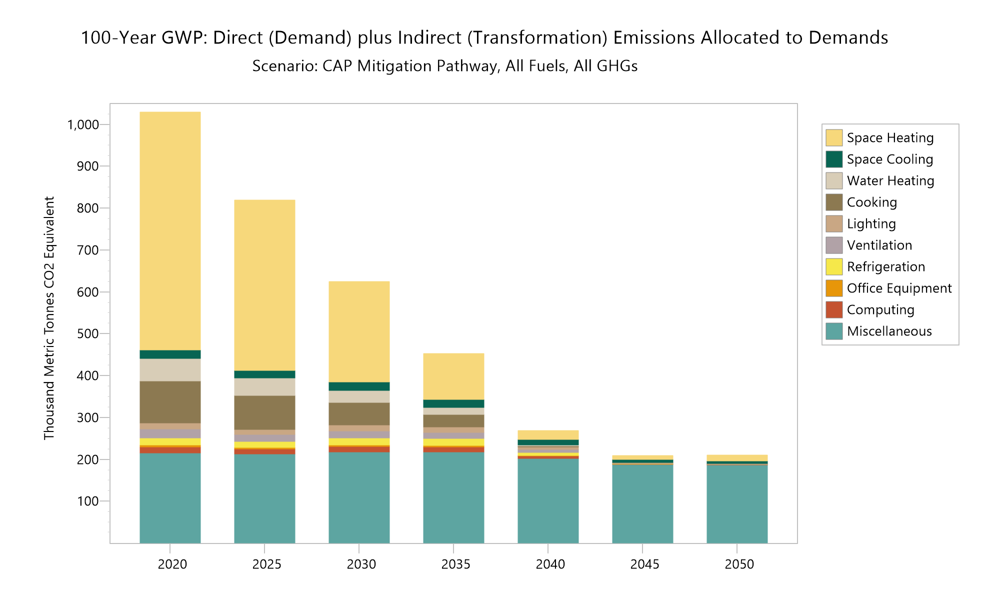 100-Year GWP: Direct (Demand) plus Indirect (Transformation) Emissions Allocated to Demands
Scenario: CAP Mitigation Pathway, All Fuels, All GHGs
Thousand Metric Tonnes CO2 Equivalent
1,000
900
800
700
600
500
400
300
200
100
2020 2025 2030 2035 2040 2045 2050
Space Heating
Space Cooling
Water Heating
Cooking
Lighting
Ventilation
Refrigeration
Office Equipment
Computing
Miscellaneous